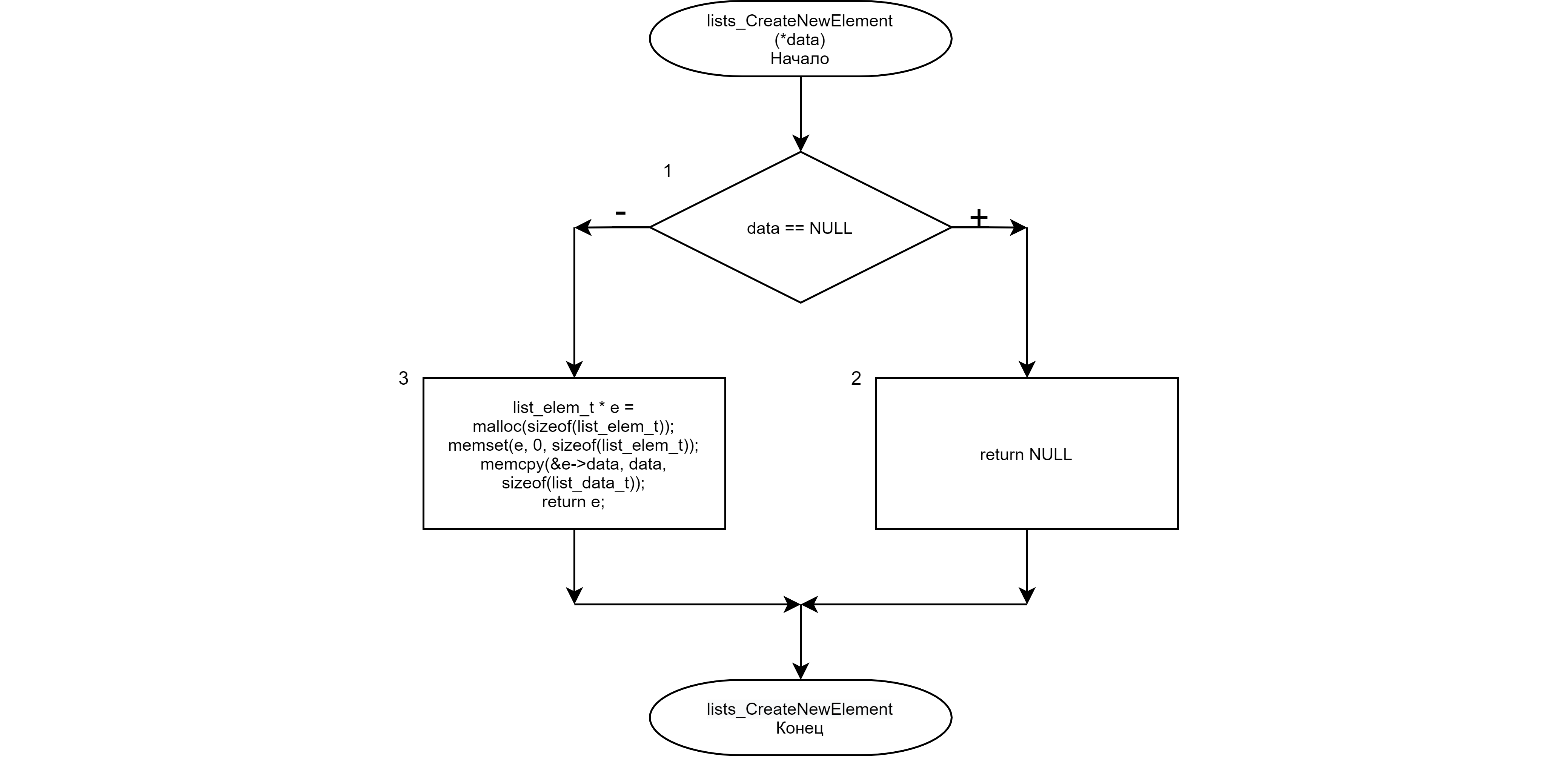 lists_CreateNewElement
(*data)
Начало
1
-
+
data == NULL
3
list_elem_t * e =
malloc(sizeof(list_elem_t));
memset(e, 0, sizeof(list_elem_t));
memcpy(&e->data, data,
sizeof(list_data_t));
return e;
2
return NULL
lists_CreateNewElement
Конец